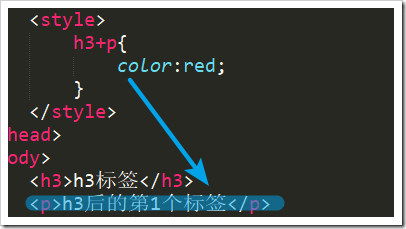 <style>
h3+p{
color:red;
}
</style>
head>
ody>
<h3>h3标签</h3>
<p>h3后的第1个标签</p>